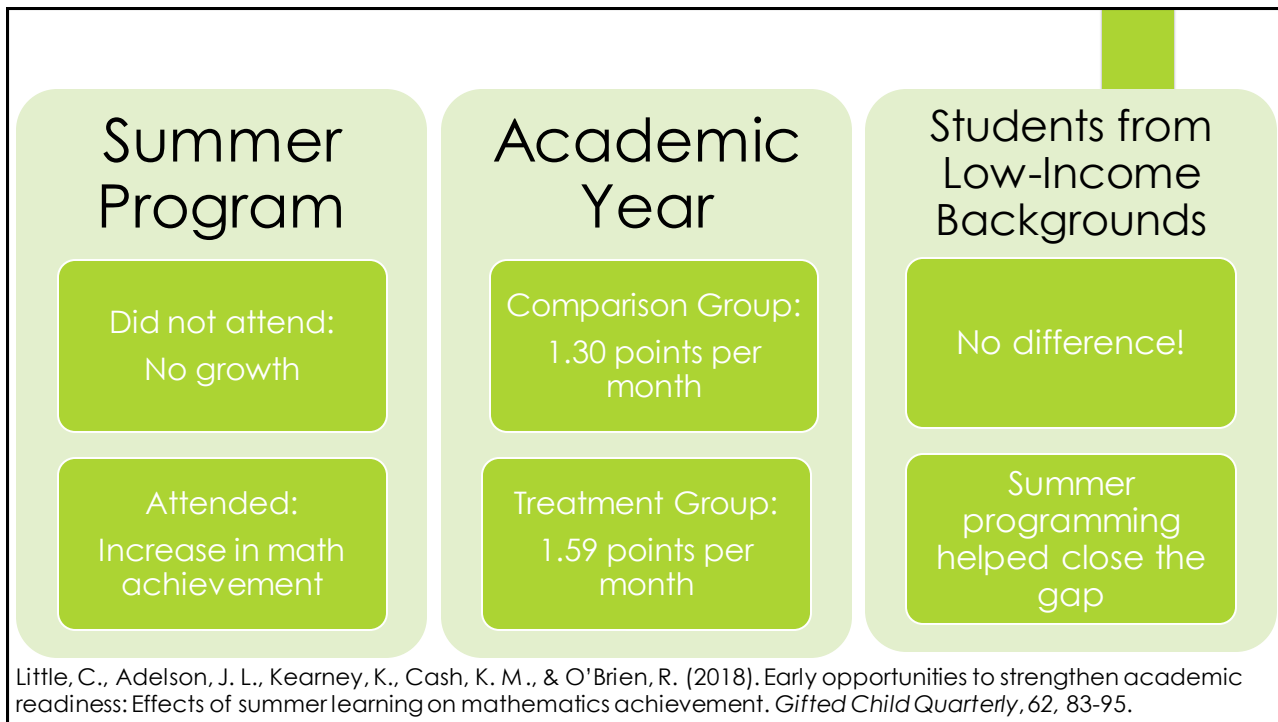 Summer
Program
Did not attend:
No growth
Attended:
Increase in math
achievement
Academic
Year
Comparison Group:
1.30 points per
month
Treatment Group:
1.59 points per
month
Students from
Low-Income
Backgrounds
No difference!
Summer
programming
helped close the
gap
Little, C., Adelson, J. L., Kearney, K., Cash, K. M., & O’Brien, R. (2018). Early opportunities to strengthen academic
readiness: Effects of summer learning on mathematics achievement. Gifted Child Quarterly, 62, 83-95.